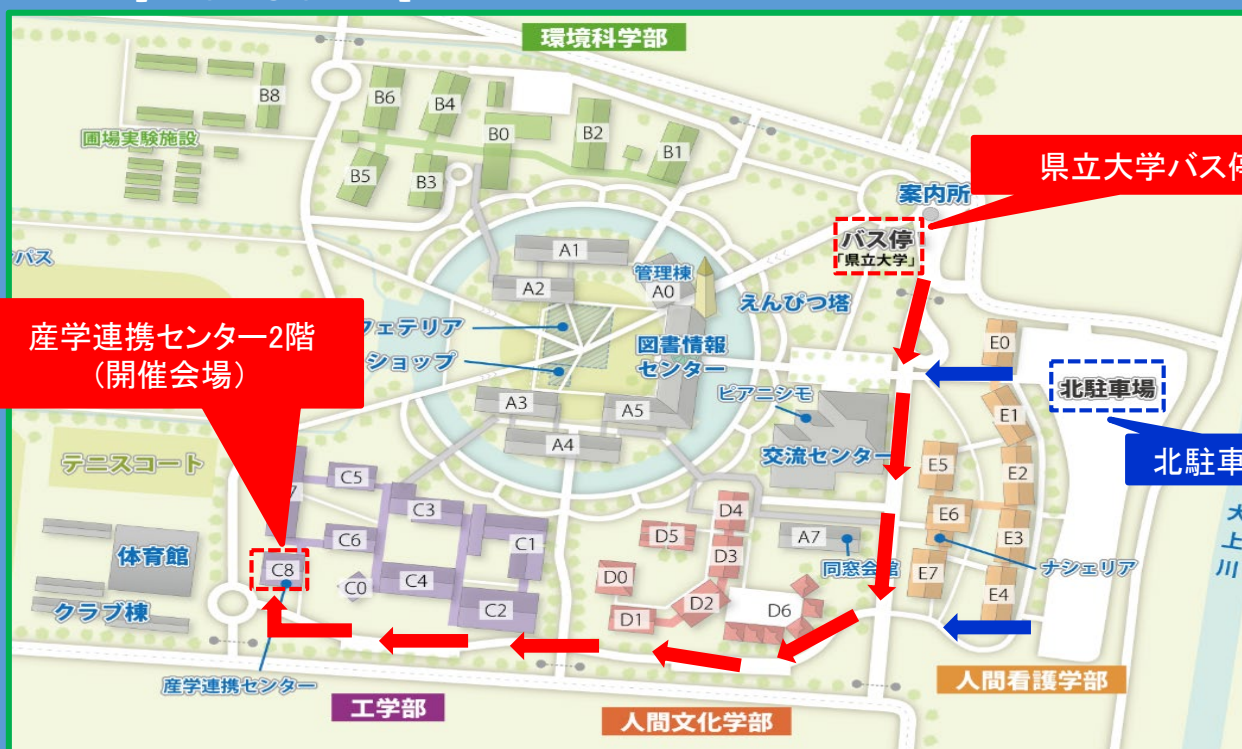 環境科学部
B8
B6
B4
B0
B2
B1
圃場実験施設
B5
B3
県立大学バス停
案内所
バス停
「県立大学」
パス
A1
A2
管理棟
A0
えんぴつ塔
産学連携センター2階
(開催会場)
フェテリア
ショップ
図書情報
センター
E0
北駐車場
ピアニシモ
A3
A5
A4
E1
交流センター
北駐車
テニスコート
C5
E5
E2
C3
D4
E6
大
上
川
C6
C1
D5
D3
A7
E3
体育館
C8
C0
C4
D0
同窓会館
E7
ナシェリア
クラブ棟
C2
D1
D2
D6
E4
産学連携センター
工学部
人間文化学部
人間看護学部